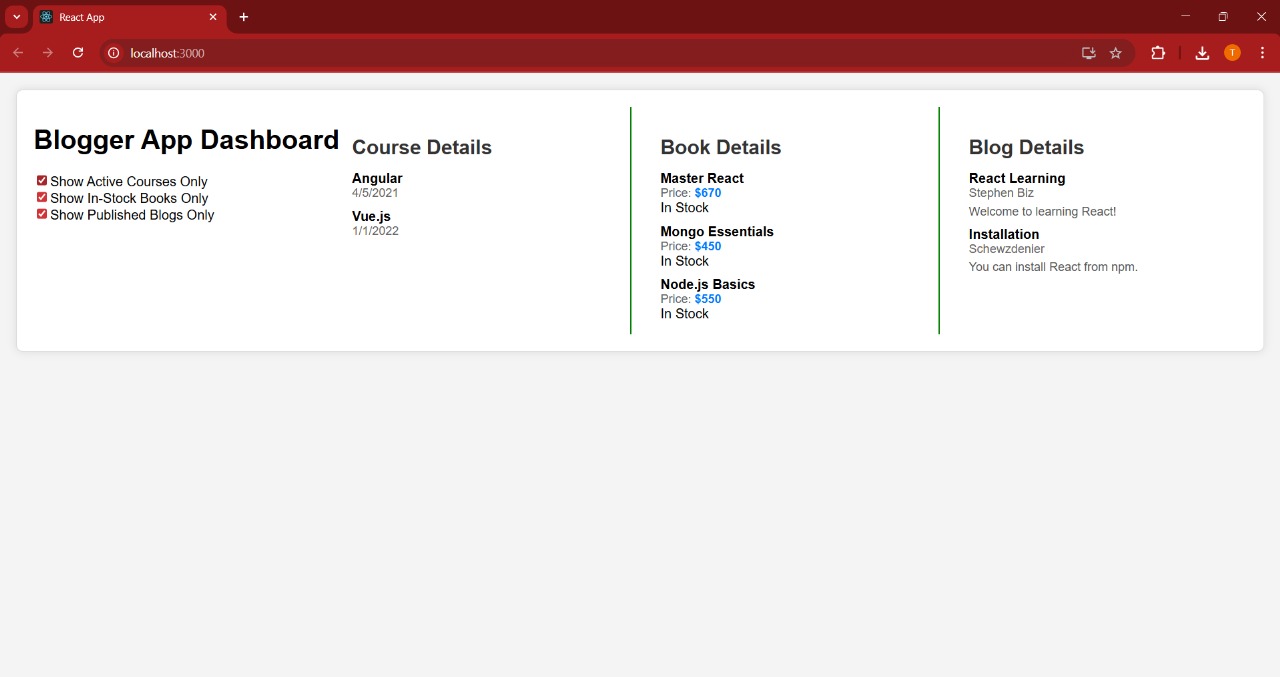 React App
localhost:3000
T
Blogger App Dashboard
Show Active Courses Only
Show In-Stock Books Only
Show Published Blogs Only
Course Details
Angular
4/5/2021
Vue.js
1/1/2022
Book Details
Master React
Price: $670
In Stock
Mongo Essentials
Price: $450
In Stock
Node.js Basics
Price: $550
In Stock
Blog Details
React Learning
Stephen Biz
Welcome to learning React!
Installation
Schewzdenier
You can install React from npm.